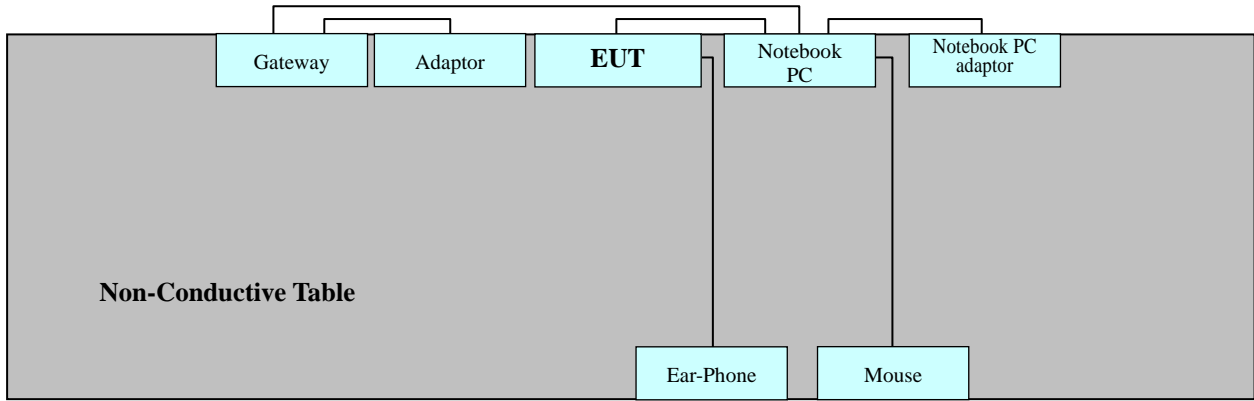 Gateway
Adaptor
EUT
Notebook
PC
Notebook PC
adaptor
Non-Conductive Table
Ear-Phone
Mouse